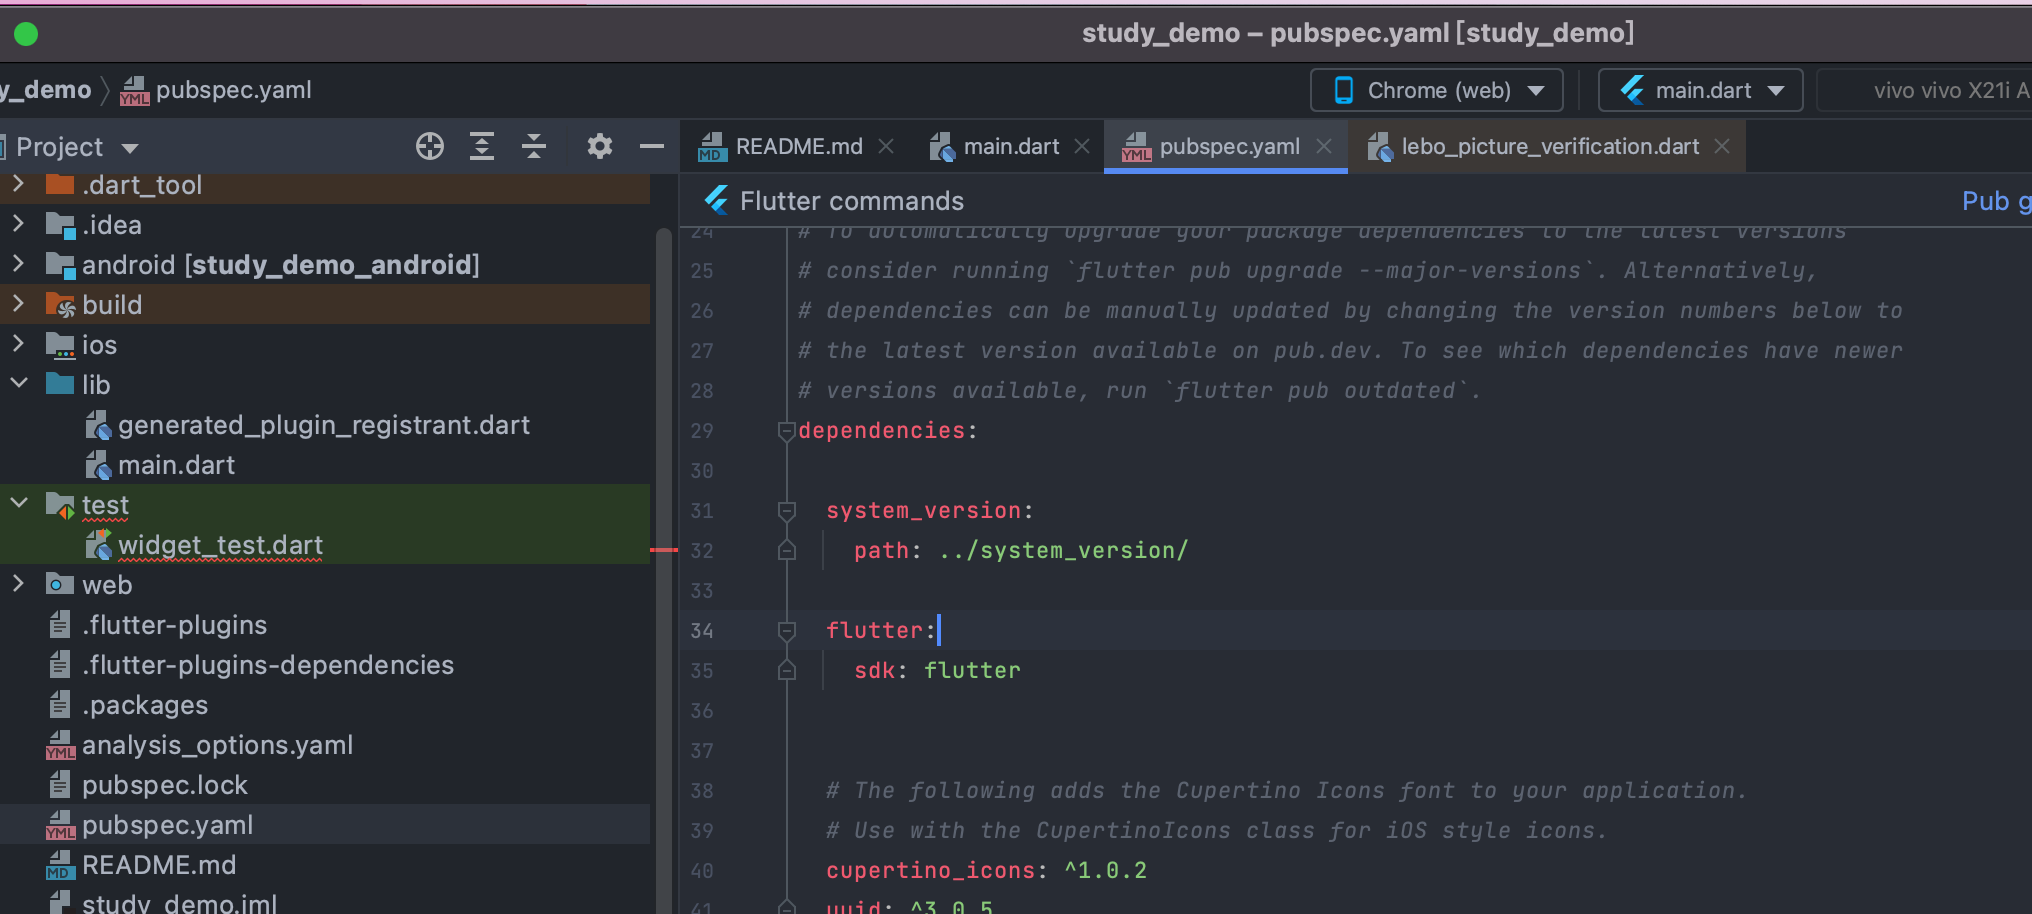 study_demo – pubspec.yaml [study_demo]
y_demo
YML pubspec.yaml
Chrome (web)
main.dart
vivo vivo X21i A
Project
MD README.md
main.dart
YML pubspec.yaml
lebo_picture_verification.dart
Flutter commands
Pub g
.dart_tool
.idea
android [study_demo_android]
build
ios
lib
generated_plugin_registrant.dart
main.dart
test
widget_test.dart
web
.flutter-plugins
.flutter-plugins-dependencies
.packages
YML analysis_options.yaml
pubspec.lock
YML pubspec.yaml
MD README.md
study_demo.iml
24 # To automatically upgrade your package dependencies to the latest versions
25 # consider running `flutter pub upgrade --major-versions`. Alternatively,
26 # dependencies can be manually updated by changing the version numbers below to
27 # the latest version available on pub.dev. To see which dependencies have newer
28 # versions available, run `flutter pub outdated`.
29 dependencies:
30
31 system_version:
32 path: ../system_version/
33
34 flutter:
35 sdk: flutter
36
37
38 # The following adds the Cupertino Icons font to your application.
39 # Use with the CupertinoIcons class for iOS style icons.
40 cupertino_icons: ^1.0.2
41 uuid: ^3.0.5